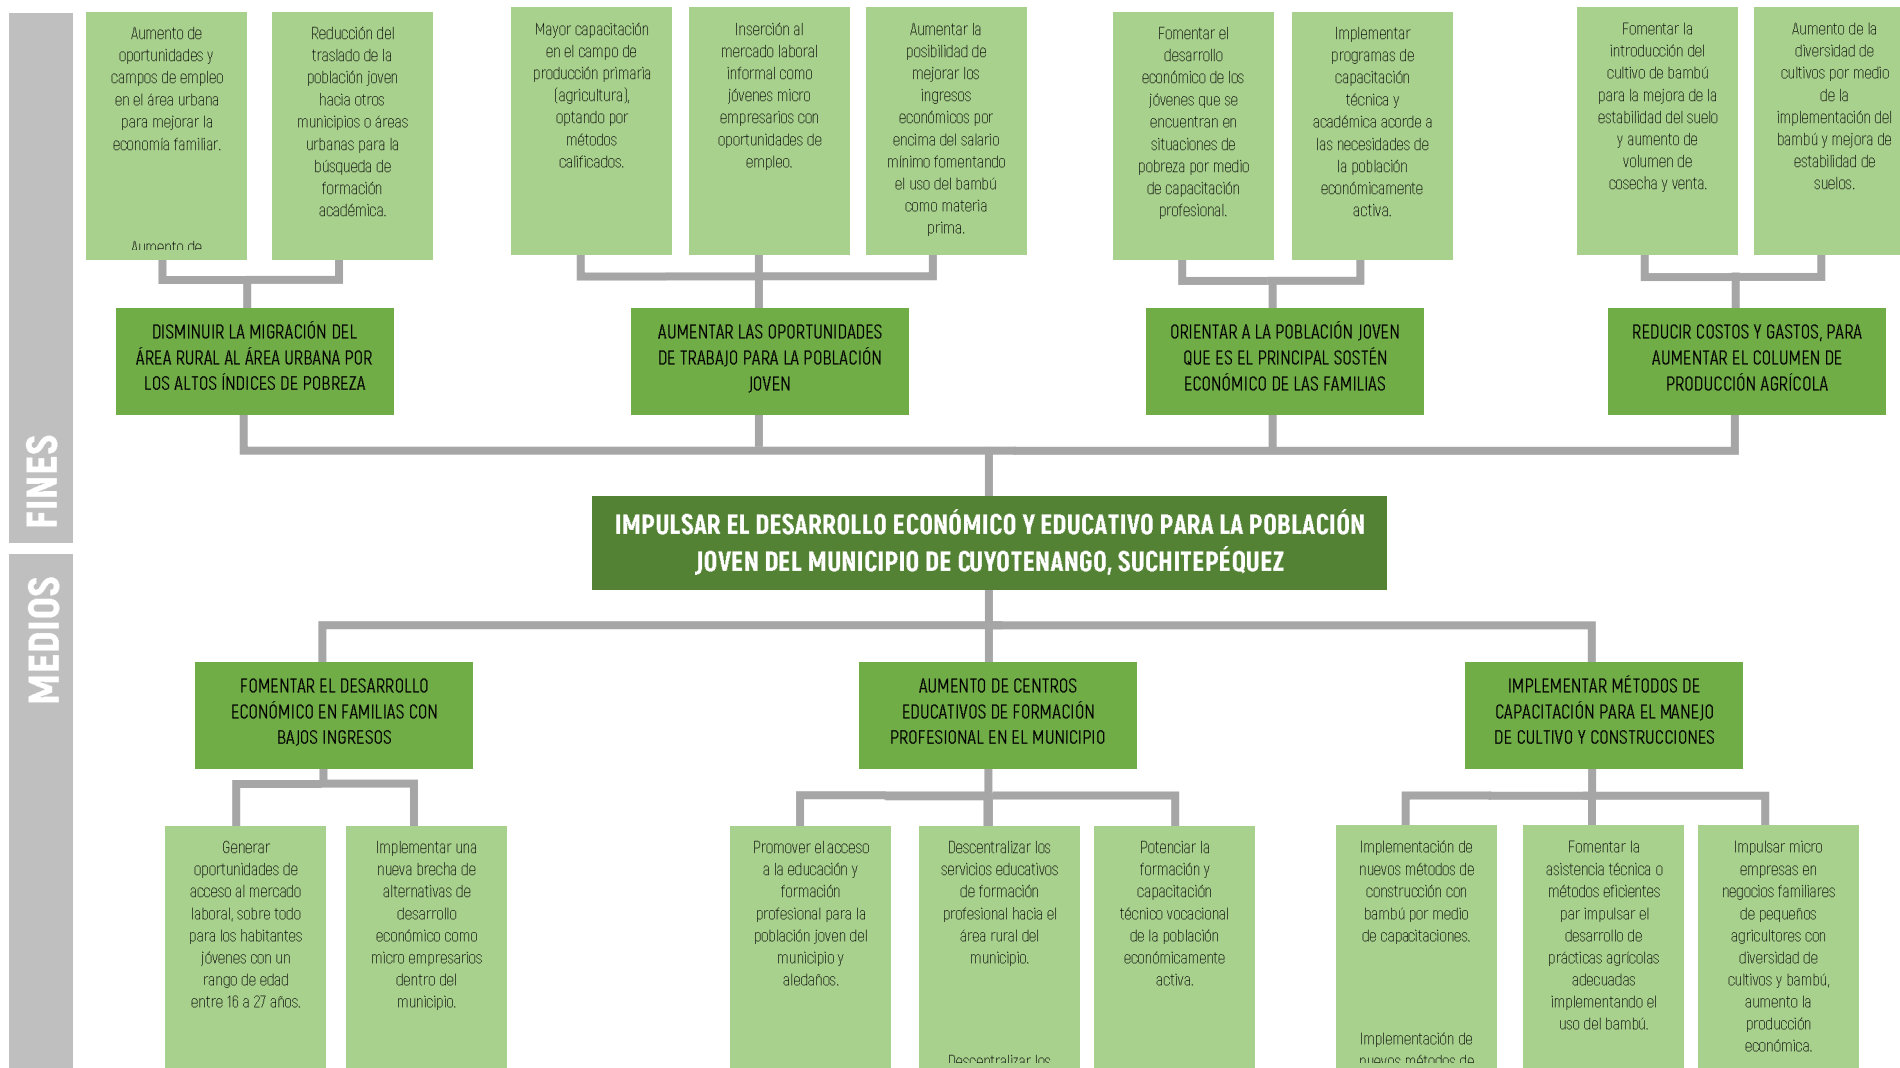 FINES
Aumento de
oportunidades y
campos de empleo
en el área urbana
para mejorar la
economía familiar.
Aumento de
Reducción del
traslado de la
población joven
hacia otros
municipios o áreas
urbanas para la
búsqueda de
formación
académica.
Mayor capacitación
en el campo de
producción primaria
(agricultura),
optando por
métodos
calificados.
Inserción al
mercado laboral
informal como
jóvenes micro
empresarios con
oportunidades de
empleo.
Aumentar la
posibilidad de
mejorar los
ingresos
económicos por
encima del salario
mínimo fomentando
el uso del bambú
como materia
prima.
Fomentar el
desarrollo
económico de los
jóvenes que se
encuentran en
situaciones de
pobreza por medio
de capacitación
profesional.
Implementar
programas de
capacitación
técnica y
académica acorde a
las necesidades de
la población
económicamente
activa.
Fomentar la
introducción del
cultivo de bambú
para la mejora de la
estabilidad del suelo
y aumento de
volumen de
cosecha y venta.
Aumento de la
diversidad de
cultivos por medio
de la
implementación del
bambú y mejora de
estabilidad de
suelos.
DISMINUIR LA MIGRACIÓN DEL
ÁREA RURAL AL ÁREA URBANA POR
LOS ALTOS ÍNDICES DE POBREZA
AUMENTAR LAS OPORTUNIDADES
DE TRABAJO PARA LA POBLACIÓN
JOVEN
ORIENTAR A LA POBLACIÓN JOVEN
QUE ES EL PRINCIPAL SOSTÉN
ECONÓMICO DE LAS FAMILIAS
REDUCIR COSTOS Y GASTOS, PARA
AUMENTAR EL COLUMEN DE
PRODUCCIÓN AGRÍCOLA
IMPULSAR EL DESARROLLO ECONÓMICO Y EDUCATIVO PARA LA POBLACIÓN
JOVEN DEL MUNICIPIO DE CUYOTENANGO, SUCHITEPÉQUEZ
MEDIOS
FOMENTAR EL DESARROLLO
ECONÓMICO EN FAMILIAS CON
BAJOS INGRESOS
AUMENTO DE CENTROS
EDUCATIVOS DE FORMACIÓN
PROFESIONAL EN EL MUNICIPIO
IMPLEMENTAR MÉTODOS DE
CAPACITACIÓN PARA EL MANEJO
DE CULTIVO Y CONSTRUCCIONES
Generar
oportunidades de
acceso al mercado
laboral, sobre todo
para los habitantes
jóvenes con un
rango de edad
entre 16 a 27 años.
Implementar una
nueva brecha de
alternativas de
desarrollo
económico como
micro empresarios
dentro del
municipio.
Promover el acceso
a la educación y
formación
profesional para la
población joven del
municipio y
aledaños.
Descentralizar los
servicios educativos
de formación
profesional hacia el
área rural del
municipio.
Descentralizar los
Potenciar la
formación y
capacitación
técnico vocacional
de la población
económicamente
activa.
Implementación de
nuevos métodos de
construcción con
bambú por medio
de capacitaciones.
Implementación de
nuevos métodos de
Fomentar la
asistencia técnica o
métodos eficientes
par impulsar el
desarrollo de
prácticas agrícolas
adecuadas
implementando el
uso del bambú.
Impulsar micro
empresas en
negocios familiares
de pequeños
agricultores con
diversidad de
cultivos y bambú,
aumento la
producción
económica.